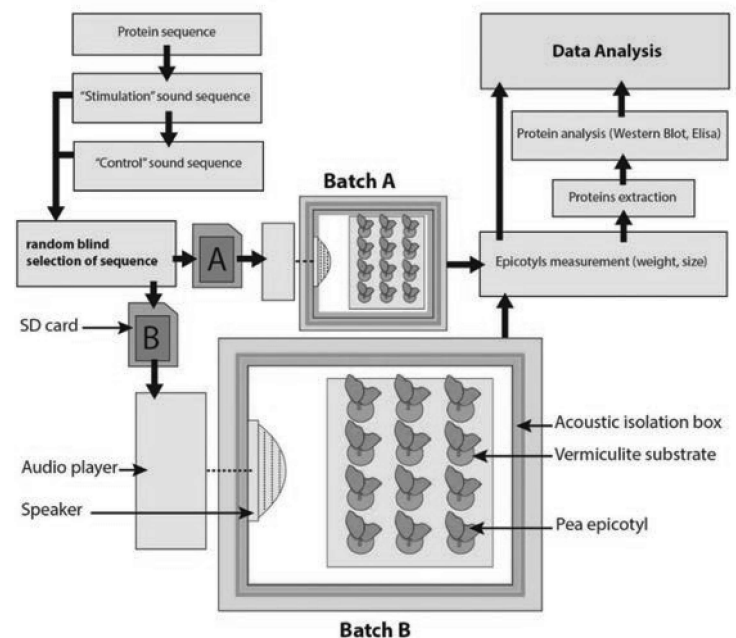 Protein sequence
"Stimulation" sound sequence
"Control" sound sequence
random blind
selection of sequence
A
B
SD card
Audio player
Speaker
Batch A
Data Analysis
Protein analysis (Western Blot, Elisa)
Proteins extraction
Epicotyls measurement (weight, size)
Acoustic isolation box
Vermiculite substrate
Pea epicotyl
Batch B